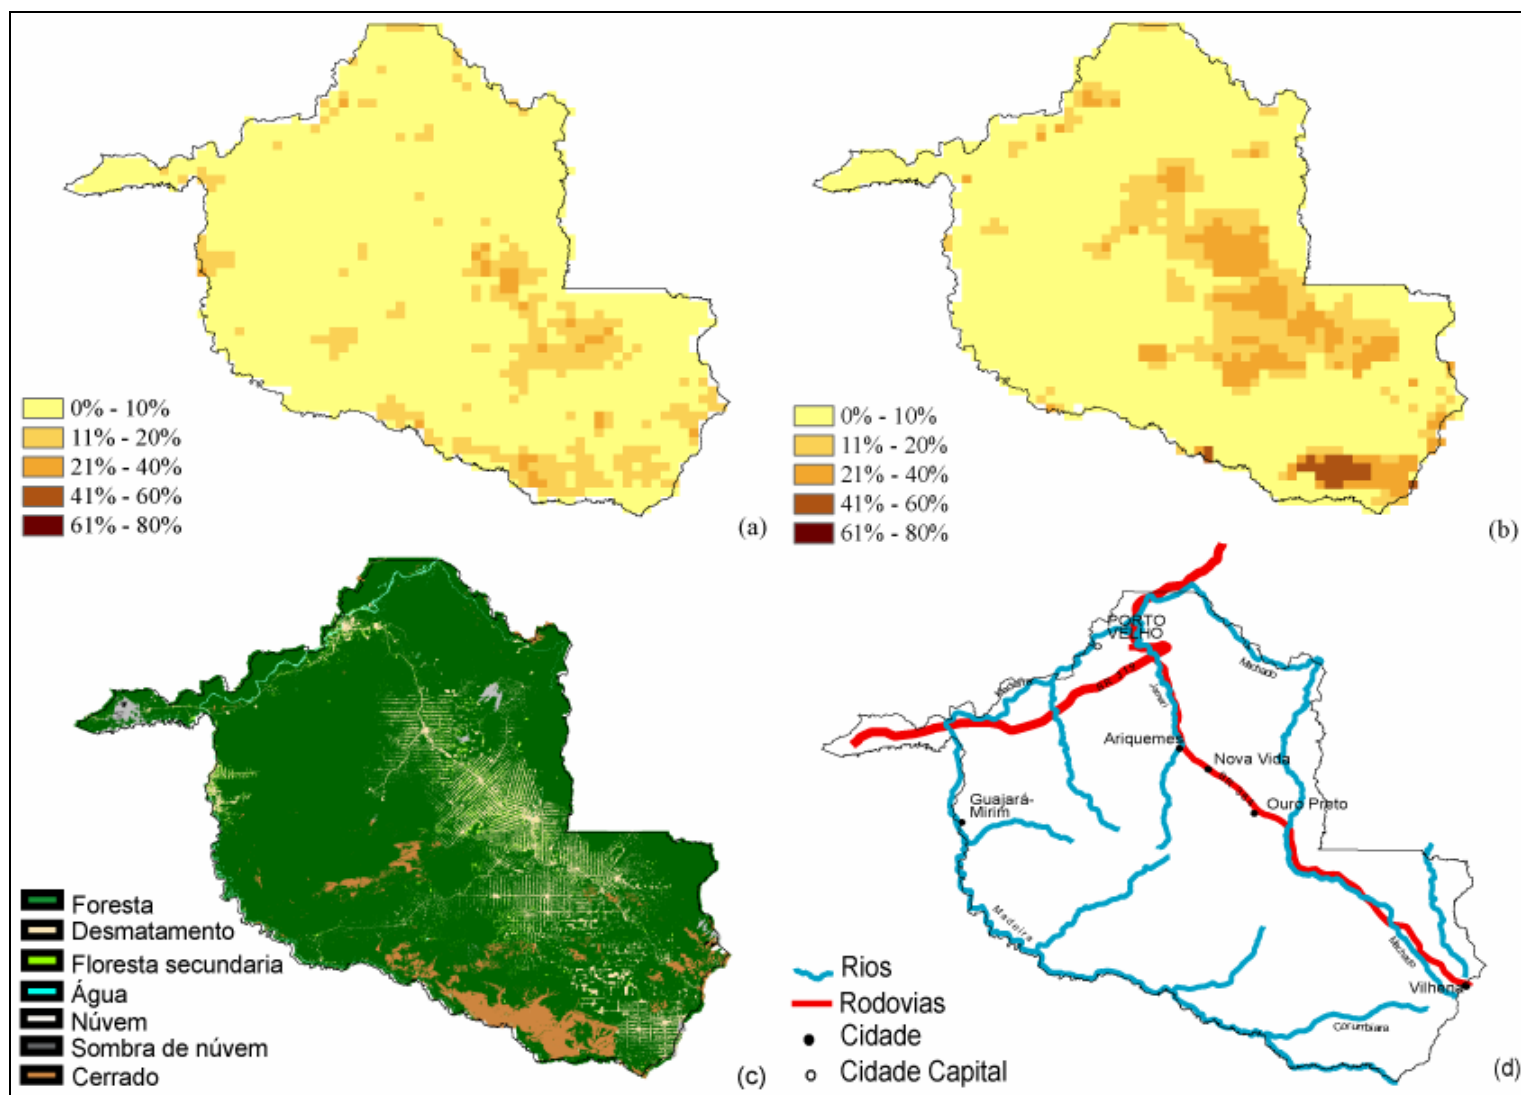 0% - 10%
11% - 20%
21% - 40%
41% - 60%
61% - 80%
(a)
0% - 10%
11% - 20%
21% - 40%
41% - 60%
61% - 80%
(b)
Foresta
Desmatamento
Floresta secundaria
Água
Núvem
Sombra de núvem
Cerrado
(c)
PORTO
VELHO
Machado
Jamari
Ariquemes
Nova Vida
Ouro Preto
Guajará-
Mirim
Madeira
Machado
Vilhena
Corumbiara
Rios
Rodovias
Cidade
Cidade Capital
(d)